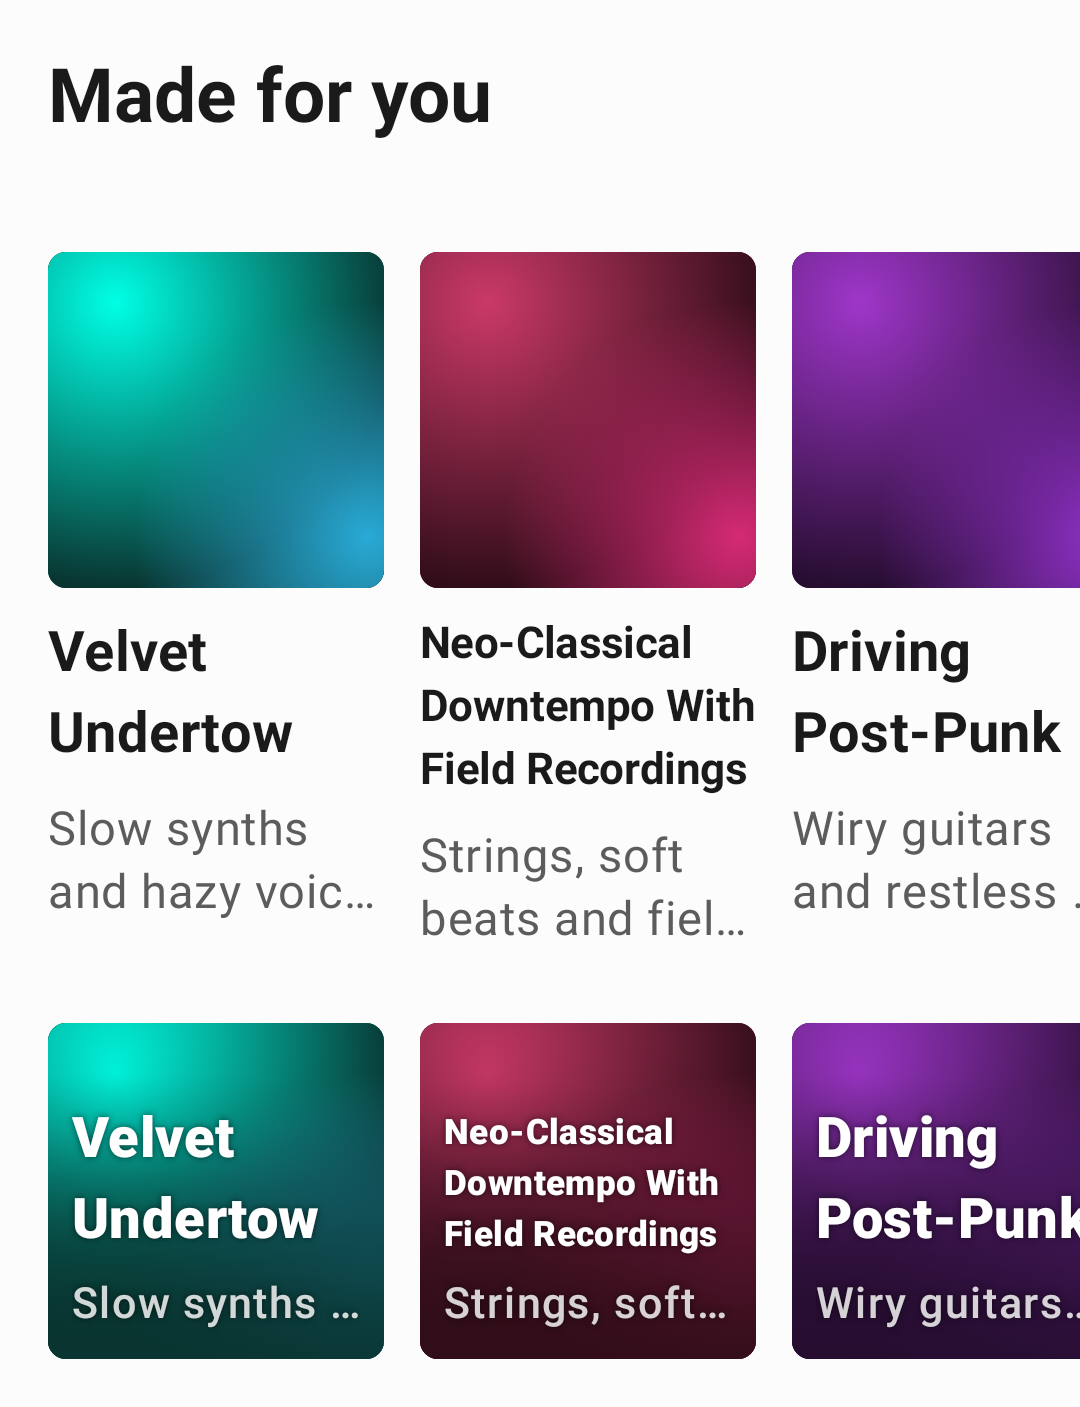 Made for you
Velvet
Undertow
Slow synths
and hazy voic…
Neo-Classical
Downtempo With
Field Recordings
Strings, soft
beats and fiel…
Driving
Post-Punk
Wiry guitars
and restless .
Velvet
Undertow
Slow synths …
Neo-Classical
Downtempo With
Field Recordings
Strings, soft…
Driving
Post-Punk
Wiry guitars..